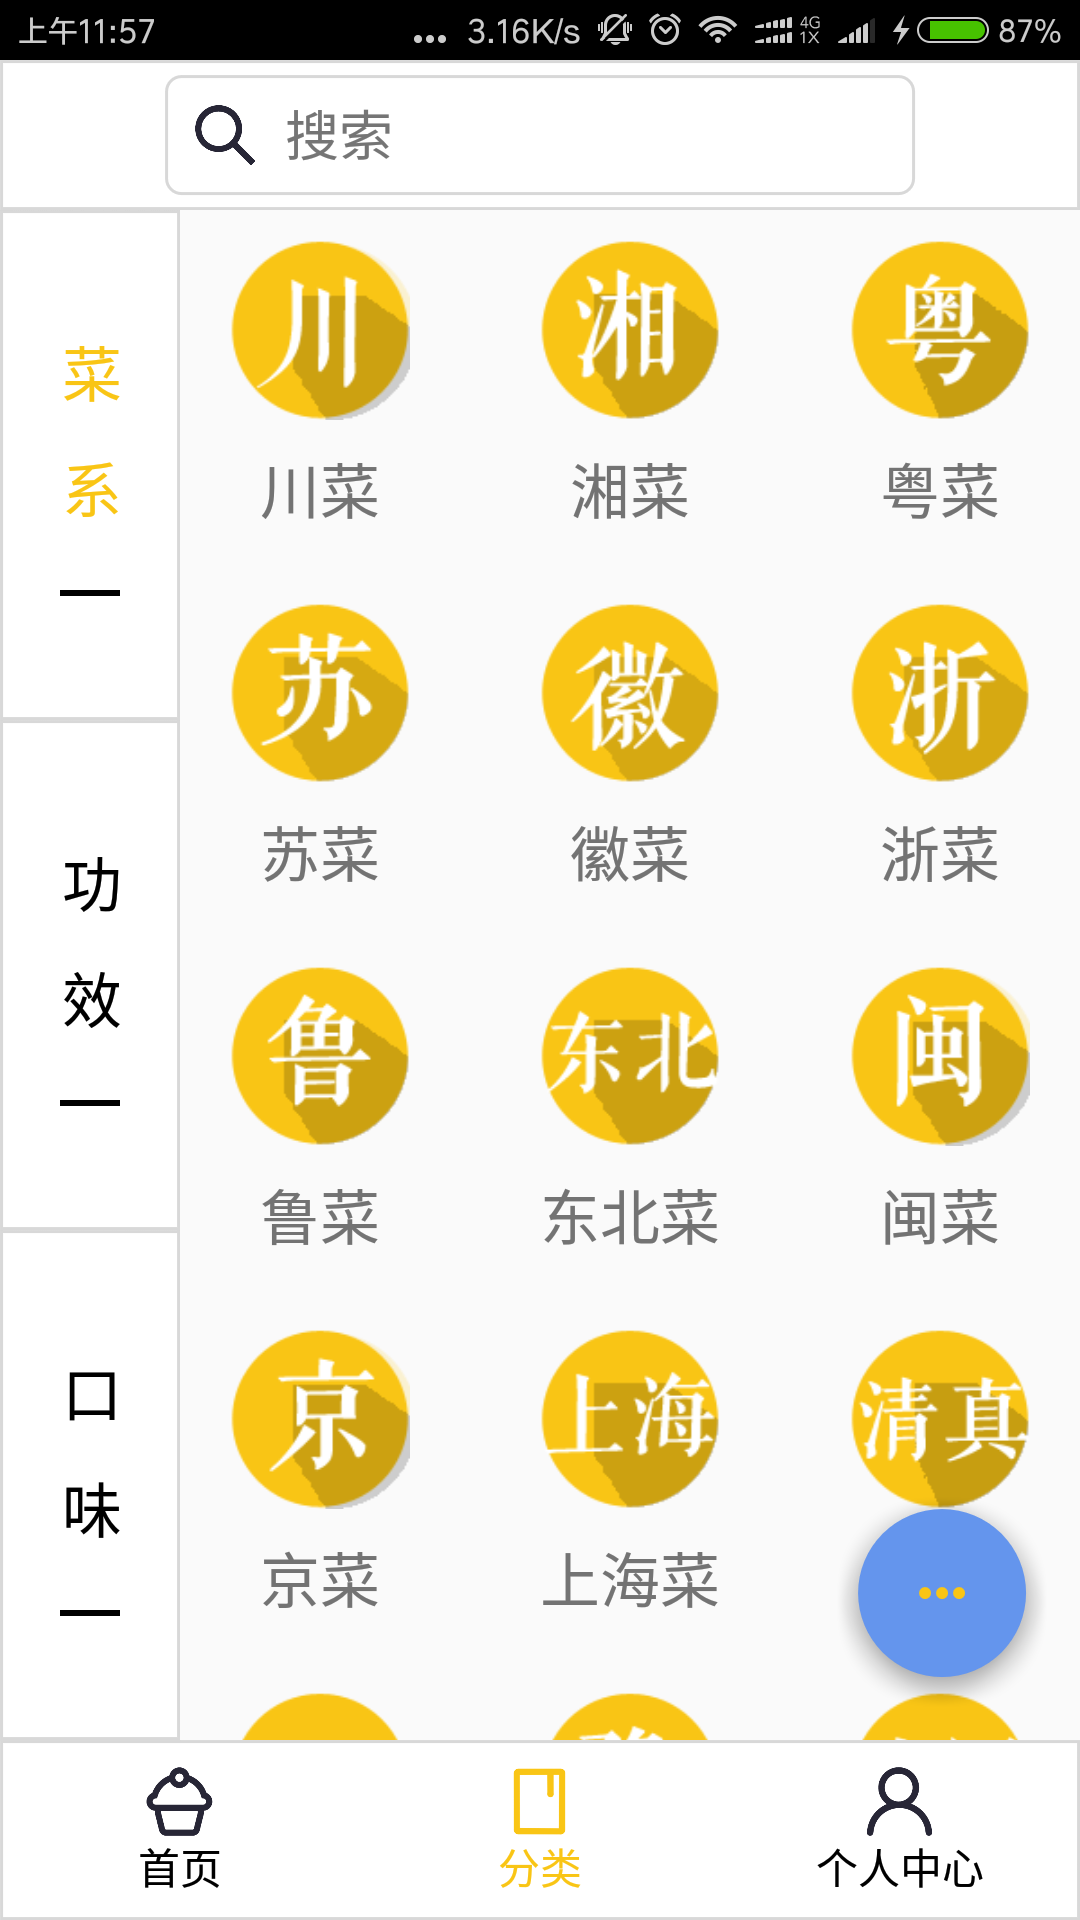 上午11:57 ... 3.16K/s 4G 1X 87%
搜索
菜
系
功
效
口
味
川 湘 粤
川菜 湘菜 粤菜
苏 徽 浙
苏菜 徽菜 浙菜
鲁 东北 闽
鲁菜 东北菜 闽菜
京 上海 清真
京菜 上海菜
首页 分类 个人中心